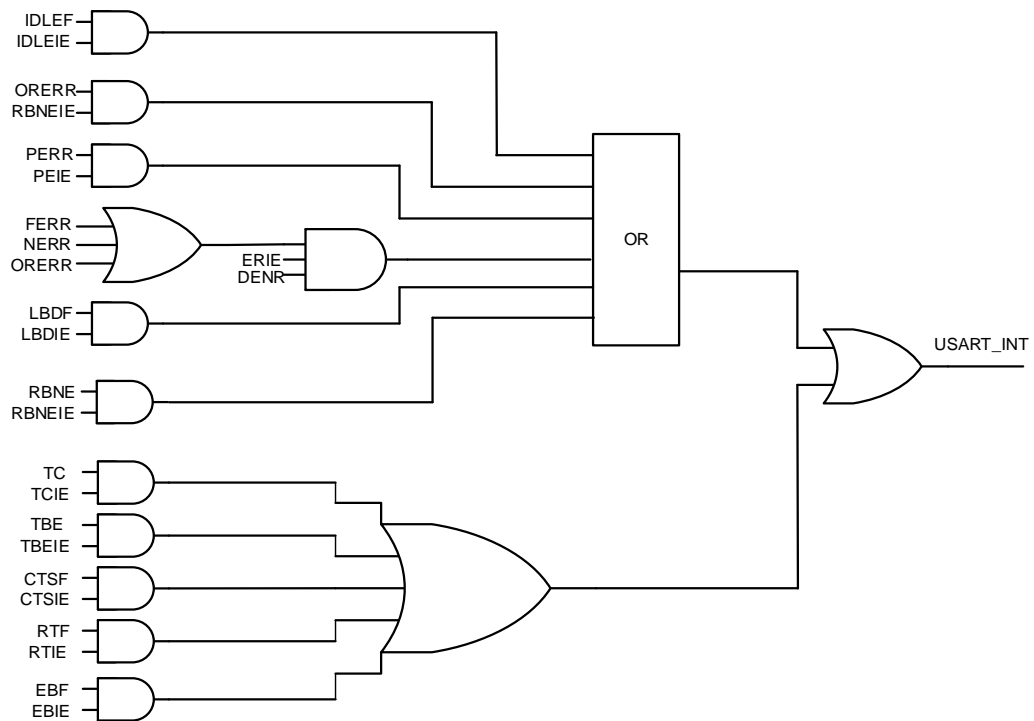 IDLEF
IDLEIE
ORERR
RBNEIE
PERR
PEIE
FERR
NERR
ORERR
ERIE
DENR
OR
LBDF
LBDIE
USART_INT
RBNE
RBNEIE
TC
TCIE
TBE
TBEIE
CTSF
CTSIE
RTF
RTIE
EBF
EBIE